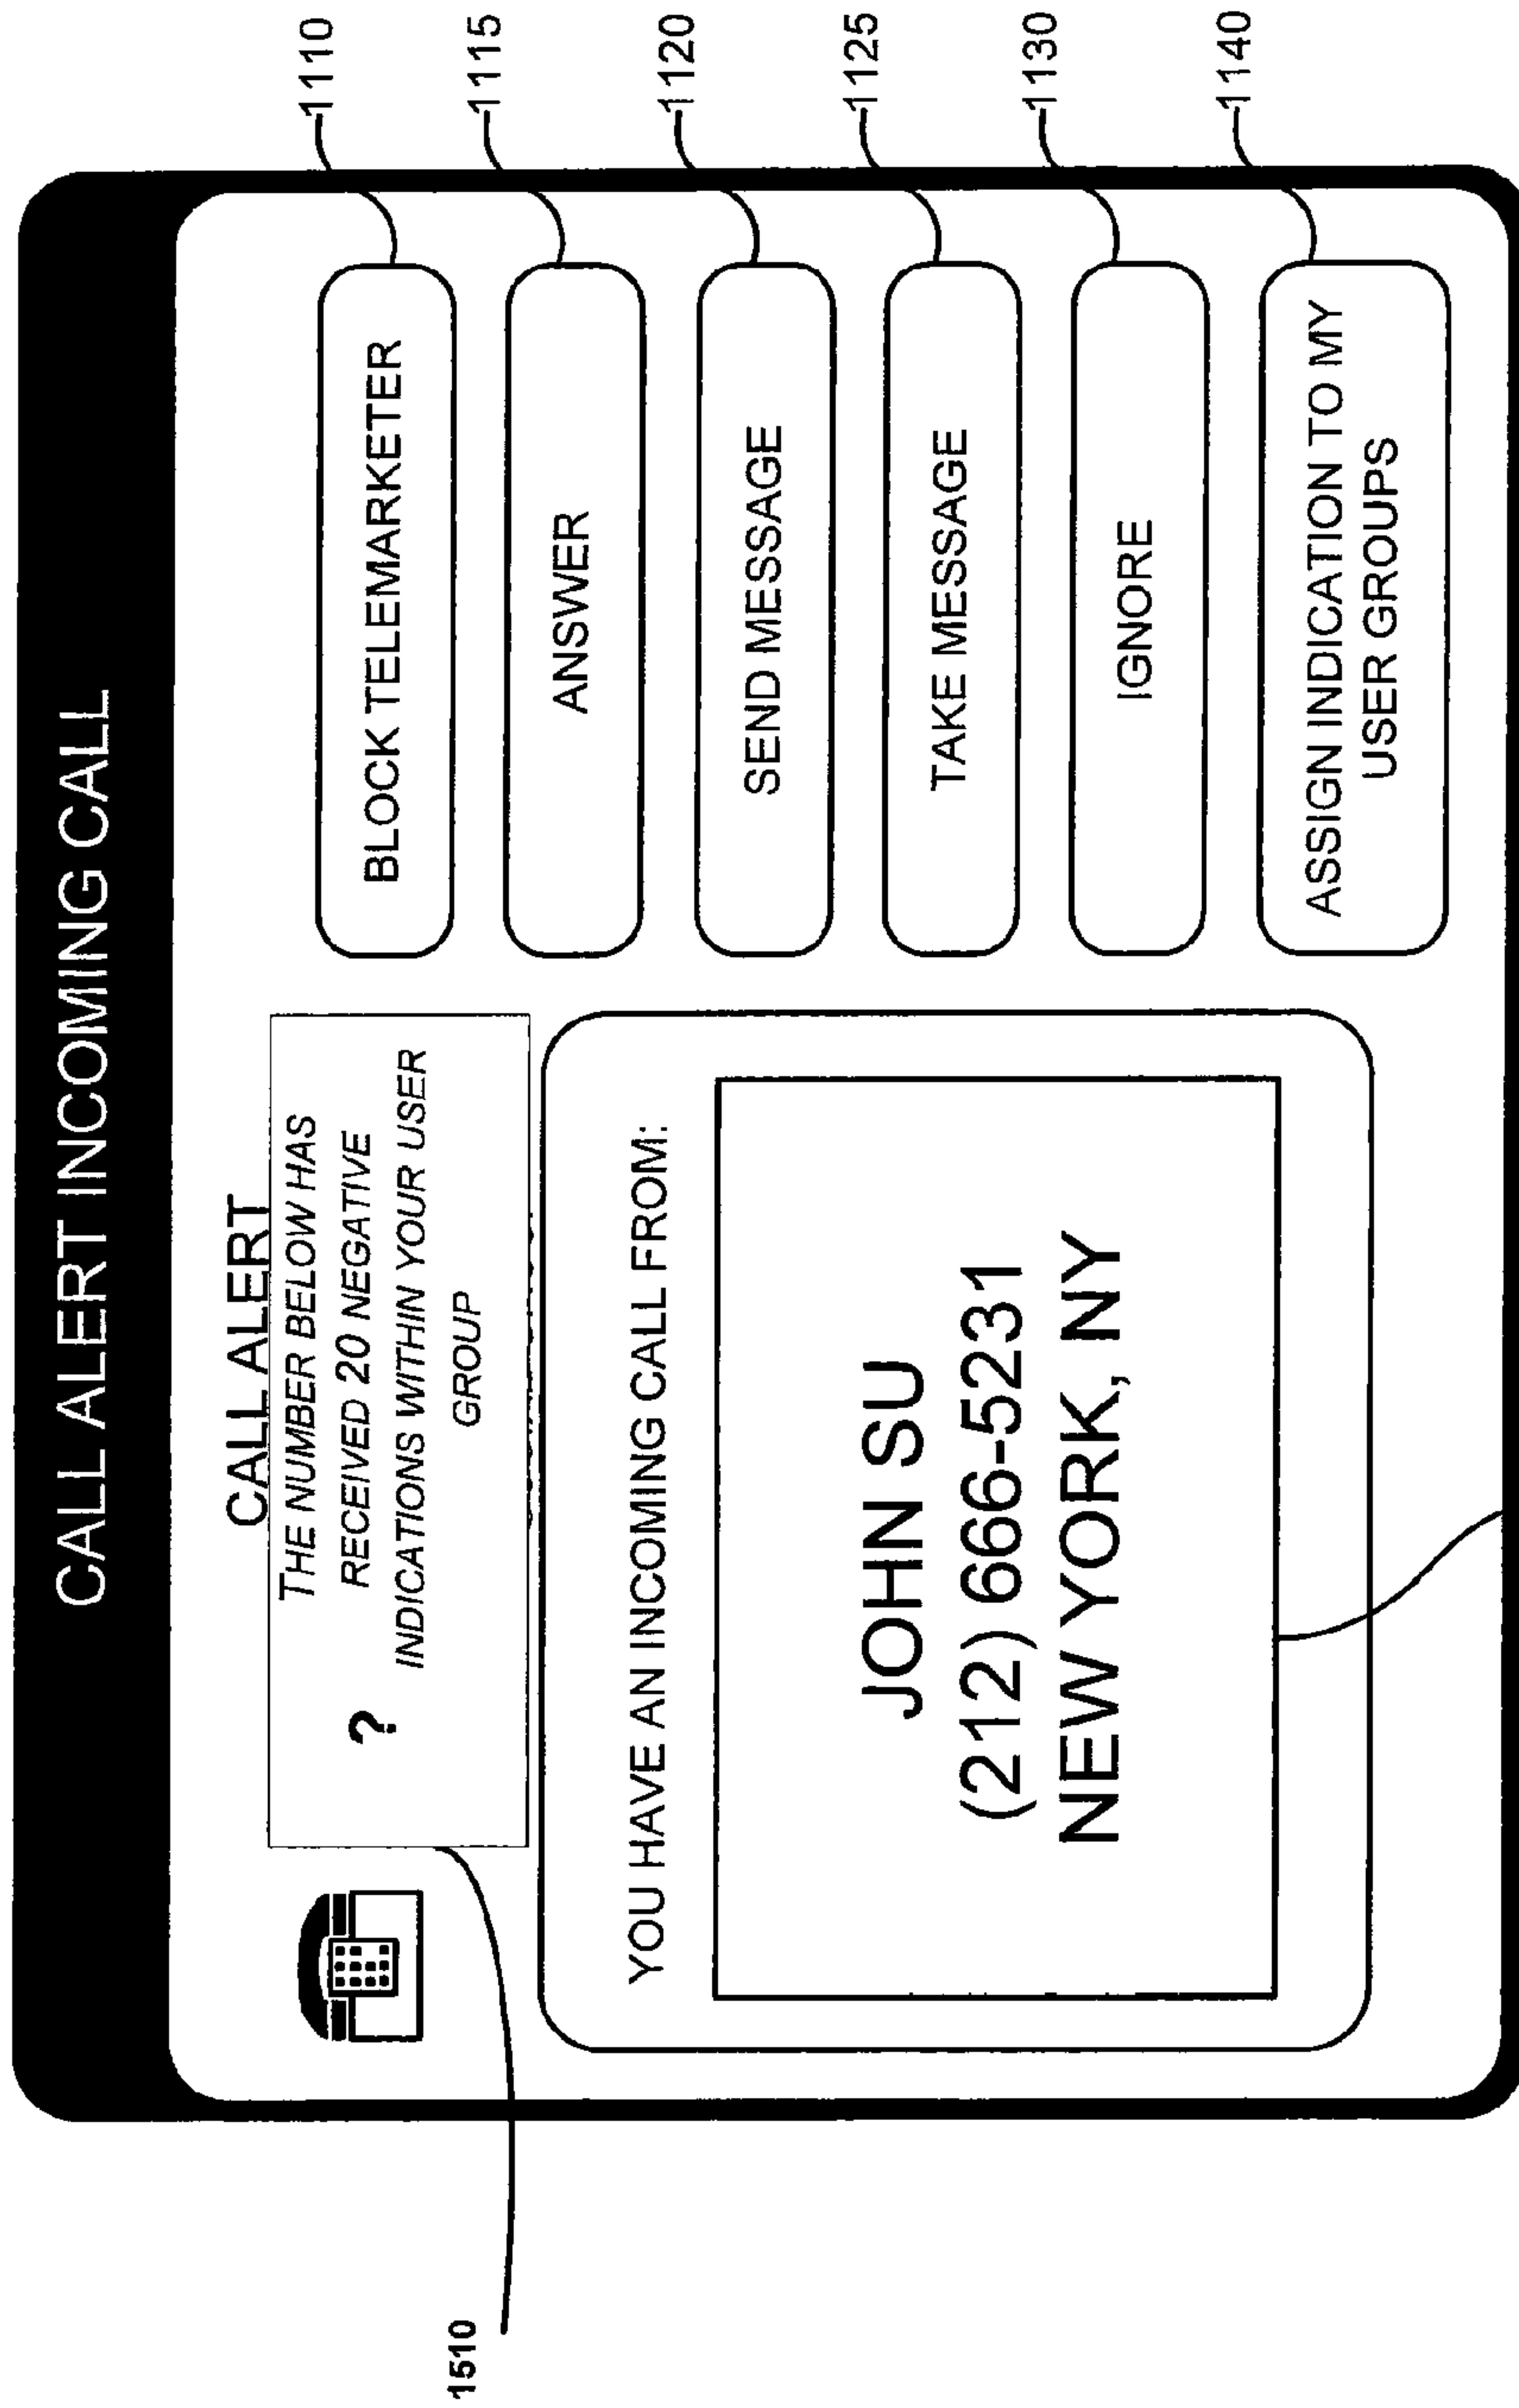 CALL ALERT INCOMING CALL
CALL ALERT
THE NUMBER BELOW HAS
RECEIVED 20 NEGATIVE
?
INDICATIONS WITHIN YOUR USER
GROUP
YOU HAVE AN INCOMING CALL FROM:
JOHN SU
(212) 666-5231
NEW YORK, NY
BLOCK TELEMARKETER
ANSWER
SEND MESSAGE
TAKE MESSAGE
IGNORE
ASSIGN INDICATION TO MY
USER GROUPS
1110
1115
1120
1125
1130
1140
1510